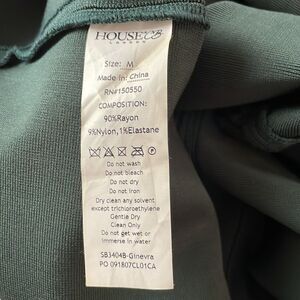 HOUSE OF CB
LONDON
Size: M
Made in: China
RN#150550
COMPOSITION:
90%Rayon
9%Nylon,1%Elastane
Do not wash
Do not bleach
Do not dry
Do not iron
Dry clean any solvent
except trichloroethylene
Gentle Dry
Clean Only
Do not get wet or
immerse in water
SB3404B-Ginevra
PO 091807CL01CA